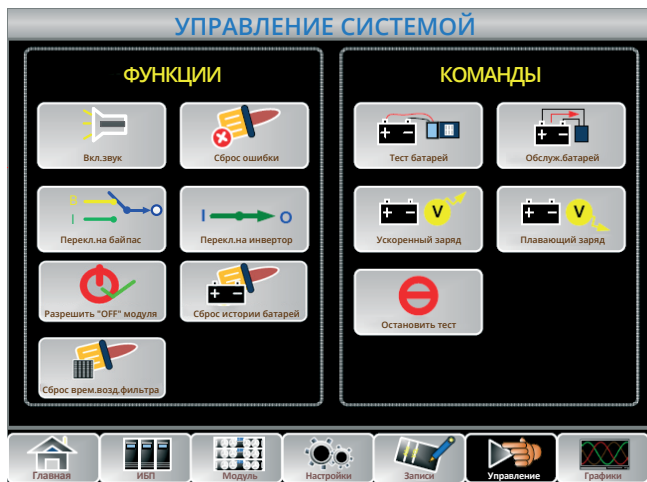 УПРАВЛЕНИЕ СИСТЕМОЙ
ФУНКЦИИ
КОМАНДЫ
Вкл.звук
Сброс ошибки
Тест батарей
Обслуж.батарей
B
I
Перекл.на байпас
I O
Перекл.на инвертор
V
Ускоренный заряд
V
Плавающий заряд
Разрешить "OFF" модуля
Сброс истории батарей
Остановить тест
Сброс врем.возд.фильтра
Главная
ИБП
Модуль
Настройки
Записи
Управление
Графики